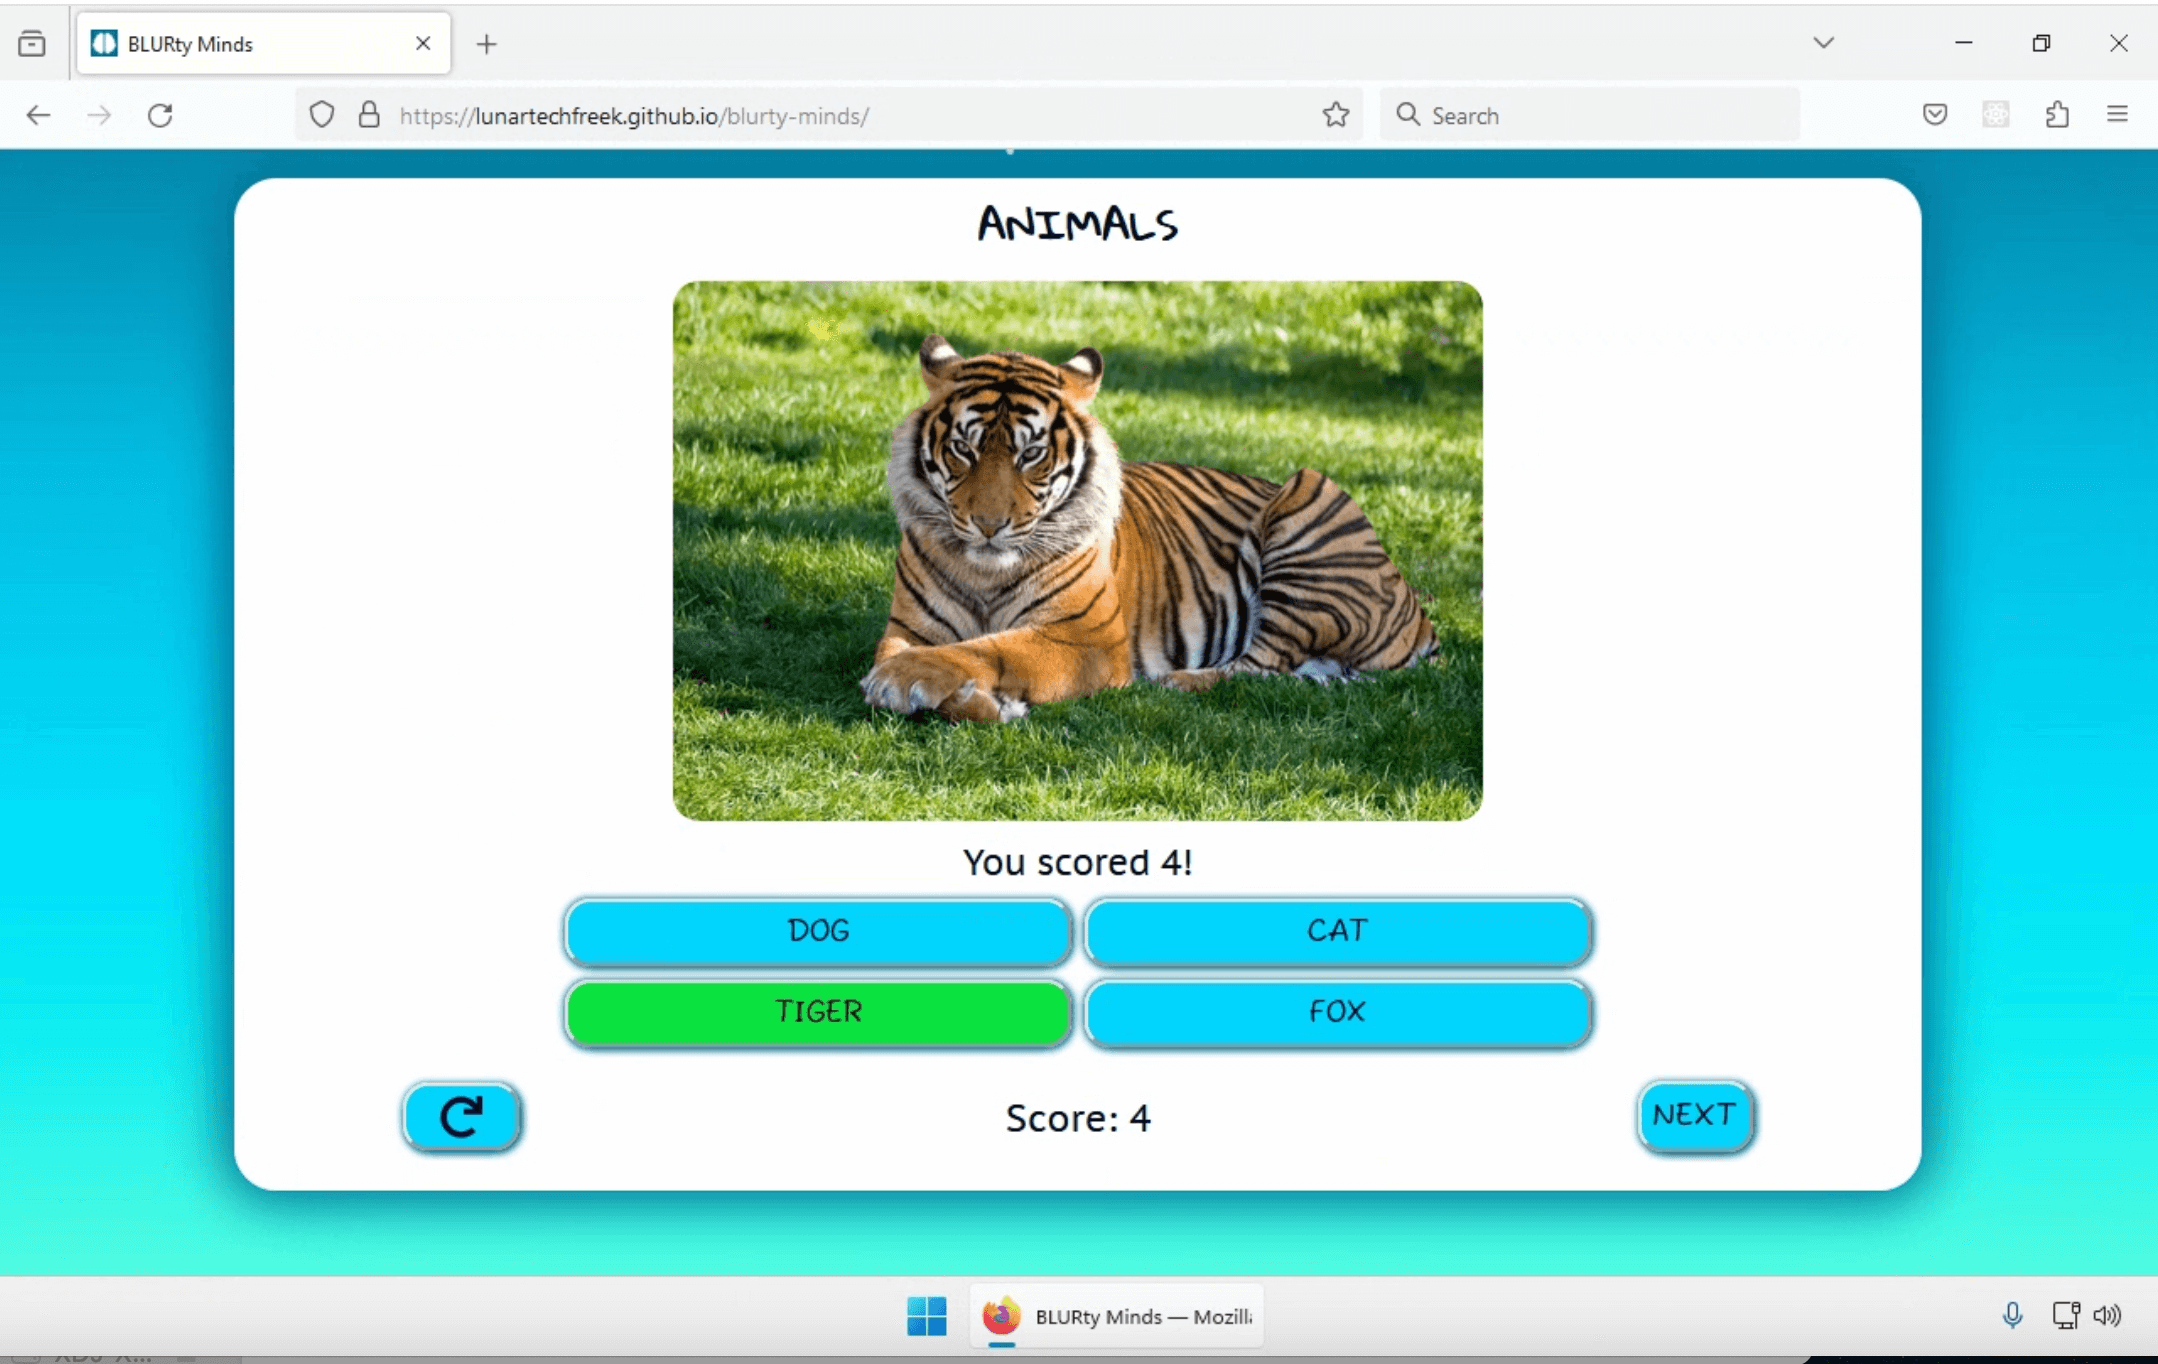 BLURty Minds
https://lunartechfreek.github.io/blurty-minds/
Search
ANIMALS
You scored 4!
DOG
CAT
TIGER
FOX
Score: 4
NEXT
BLURty Minds — Mozill